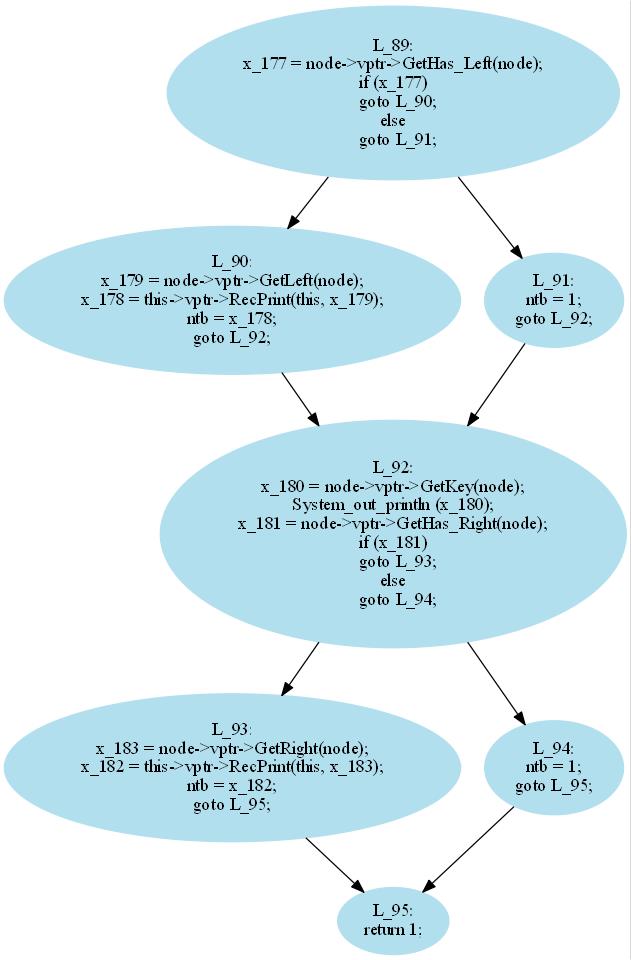 L_89:
x_177 = node->vptr->GetHas_Left(node);
if (x_177)
goto L_90;
else
goto L_91;
L_90:
x_179 = node->vptr->GetLeft(node);
x_178 = this->vptr->RecPrint(this, x_179);
ntb = x_178;
goto L_92;
L_91:
ntb = 1;
goto L_92;
L_92:
x_180 = node->vptr->GetKey(node);
System_out_println (x_180);
x_181 = node->vptr->GetHas_Right(node);
if (x_181)
goto L_93;
else
goto L_94;
L_93:
x_183 = node->vptr->GetRight(node);
x_182 = this->vptr->RecPrint(this, x_183);
ntb = x_182;
goto L_95;
L_94:
ntb = 1;
goto L_95;
L_95:
return 1;